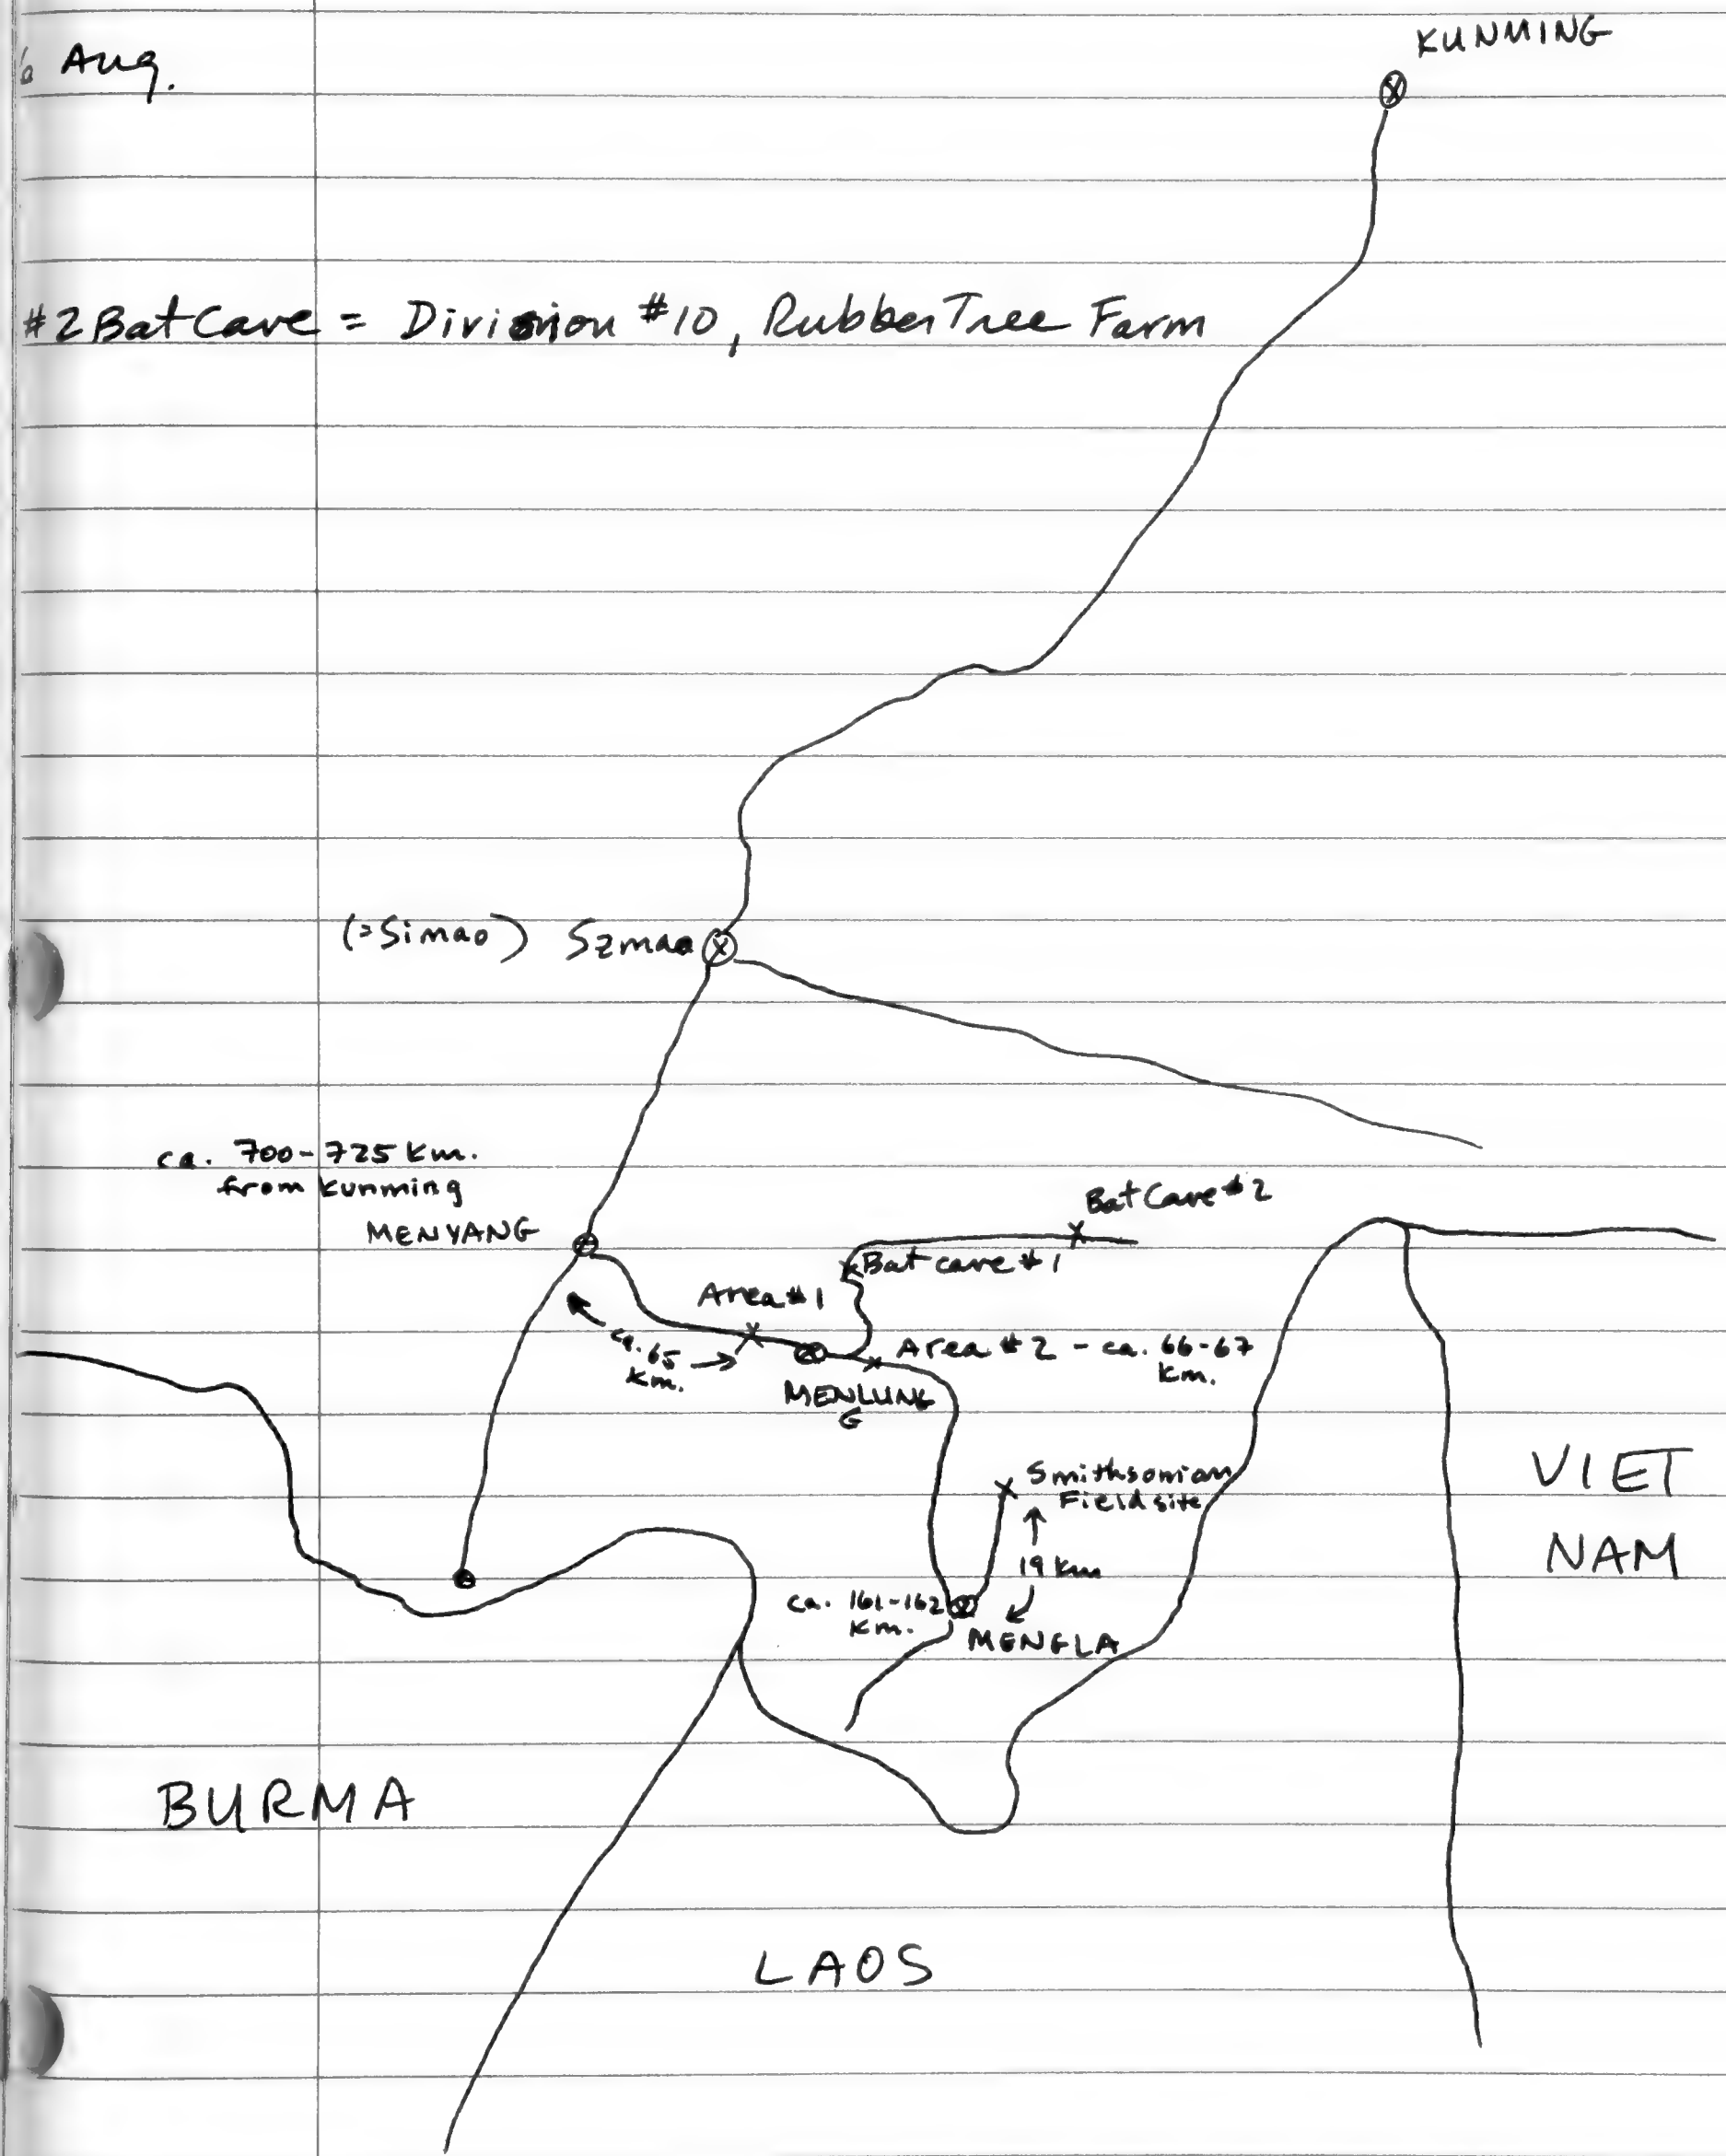 6 Aug.
KUNMING
#2 Bat Cave = Division #10, Rubber Tree Farm
(=Simao) Szmao
ca. 700-725 Km.
from Kunming
MENYANG
Bat Cave #2
Bat cave #1
Area #1
ca. 65
Km.
Area #2 - ca. 66-67
Km.
MENLUNG
G
Smithsonian
Field site
19 Km
ca. 161-162
Km.
MENGLA
VIET
NAM
BURMA
LAOS